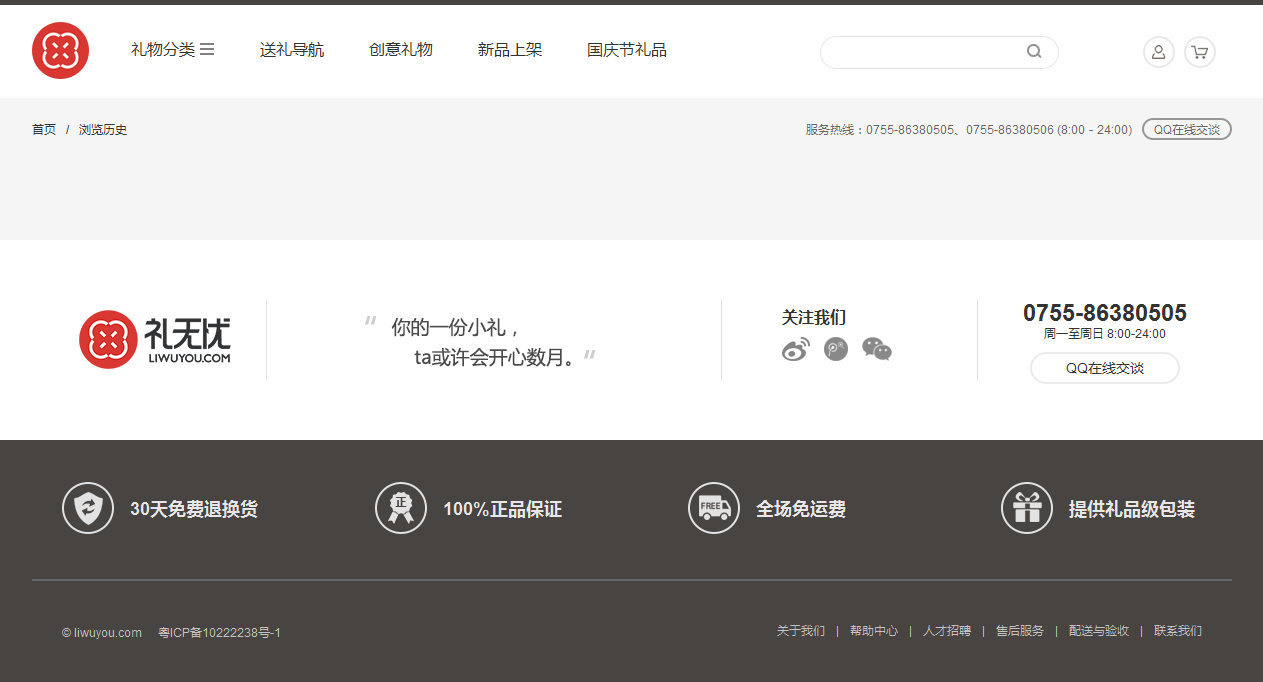 礼物分类 送礼导航 创意礼物 新品上架 国庆节礼品
首页 / 浏览历史 服务热线：0755-86380505、0755-86380506 (8:00 - 24:00) QQ在线交谈
礼无忧
LIWUYOU.COM
“ 你的一份小礼，
ta或许会开心数月。”
关注我们
0755-86380505
周一至周日 8:00-24:00
QQ在线交谈
30天免费退换货 正 100%正品保证 FREE 全场免运费 提供礼品级包装
© liwuyou.com 粤ICP备10222238号-1 关于我们 | 帮助中心 | 人才招聘 | 售后服务 | 配送与验收 | 联系我们